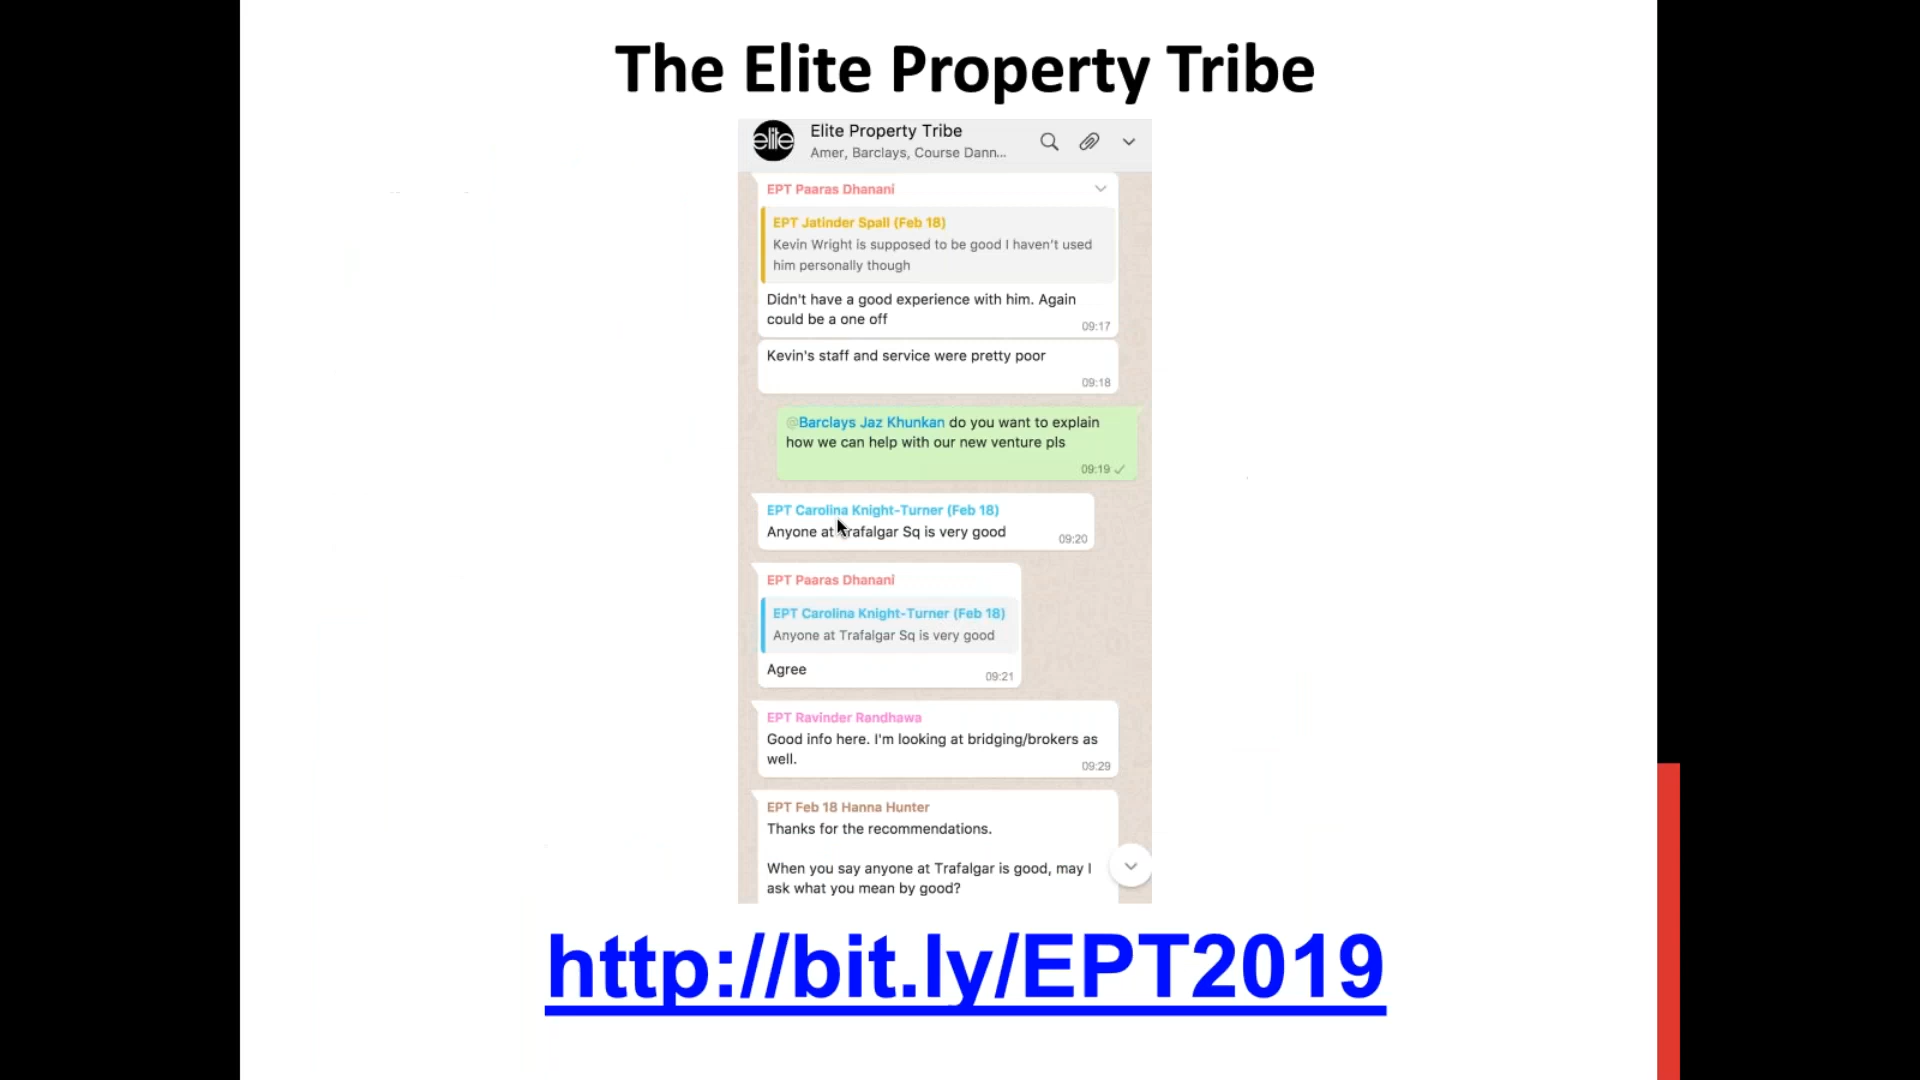 The Elite Property Tribe
elite
Elite Property Tribe
Amer, Barclays, Course Dann...
EPT Paaras Dhanani
EPT Jatinder Spall (Feb 18)
Kevin Wright is supposed to be good I haven't used
him personally though
Didn't have a good experience with him. Again
could be a one off
09:17
Kevin's staff and service were pretty poor
09:18
@Barclays Jaz Khunkan do you want to explain
how we can help with our new venture pls
09:19
EPT Carolina Knight-Turner (Feb 18)
Anyone at Trafalgar Sq is very good
09:20
EPT Paaras Dhanani
EPT Carolina Knight-Turner (Feb 18)
Anyone at Trafalgar Sq is very good
Agree
09:21
EPT Ravinder Randhawa
Good info here. I'm looking at bridging/brokers as
well.
09:29
EPT Feb 18 Hanna Hunter
Thanks for the recommendations.
When you say anyone at Trafalgar is good, may I
ask what you mean by good?
http://bit.ly/EPT2019